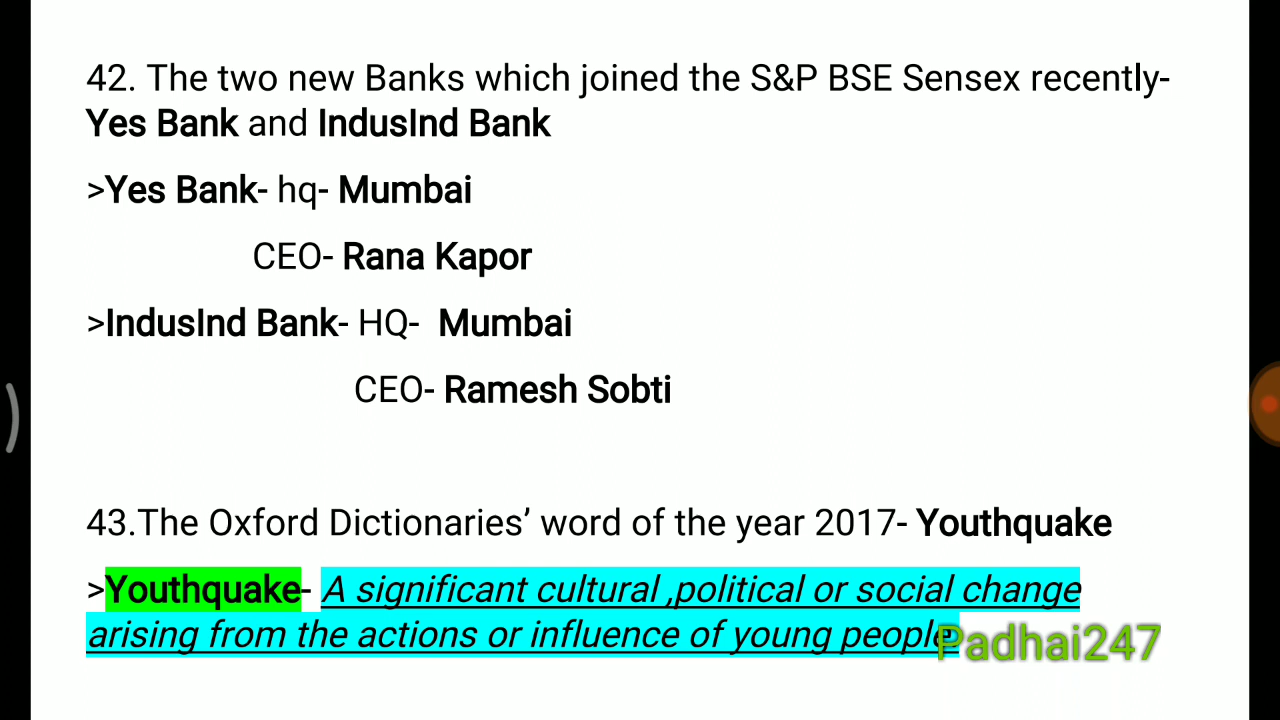 42. The two new Banks which joined the S&P BSE Sensex recently-
Yes Bank and IndusInd Bank
>Yes Bank- hq- Mumbai
CEO- Rana Kapor
>IndusInd Bank- HQ- Mumbai
CEO- Ramesh Sobti
43.The Oxford Dictionaries’ word of the year 2017- Youthquake
>Youthquake- A significant cultural ,political or social change
arising from the actions or influence of young people
Padhai247